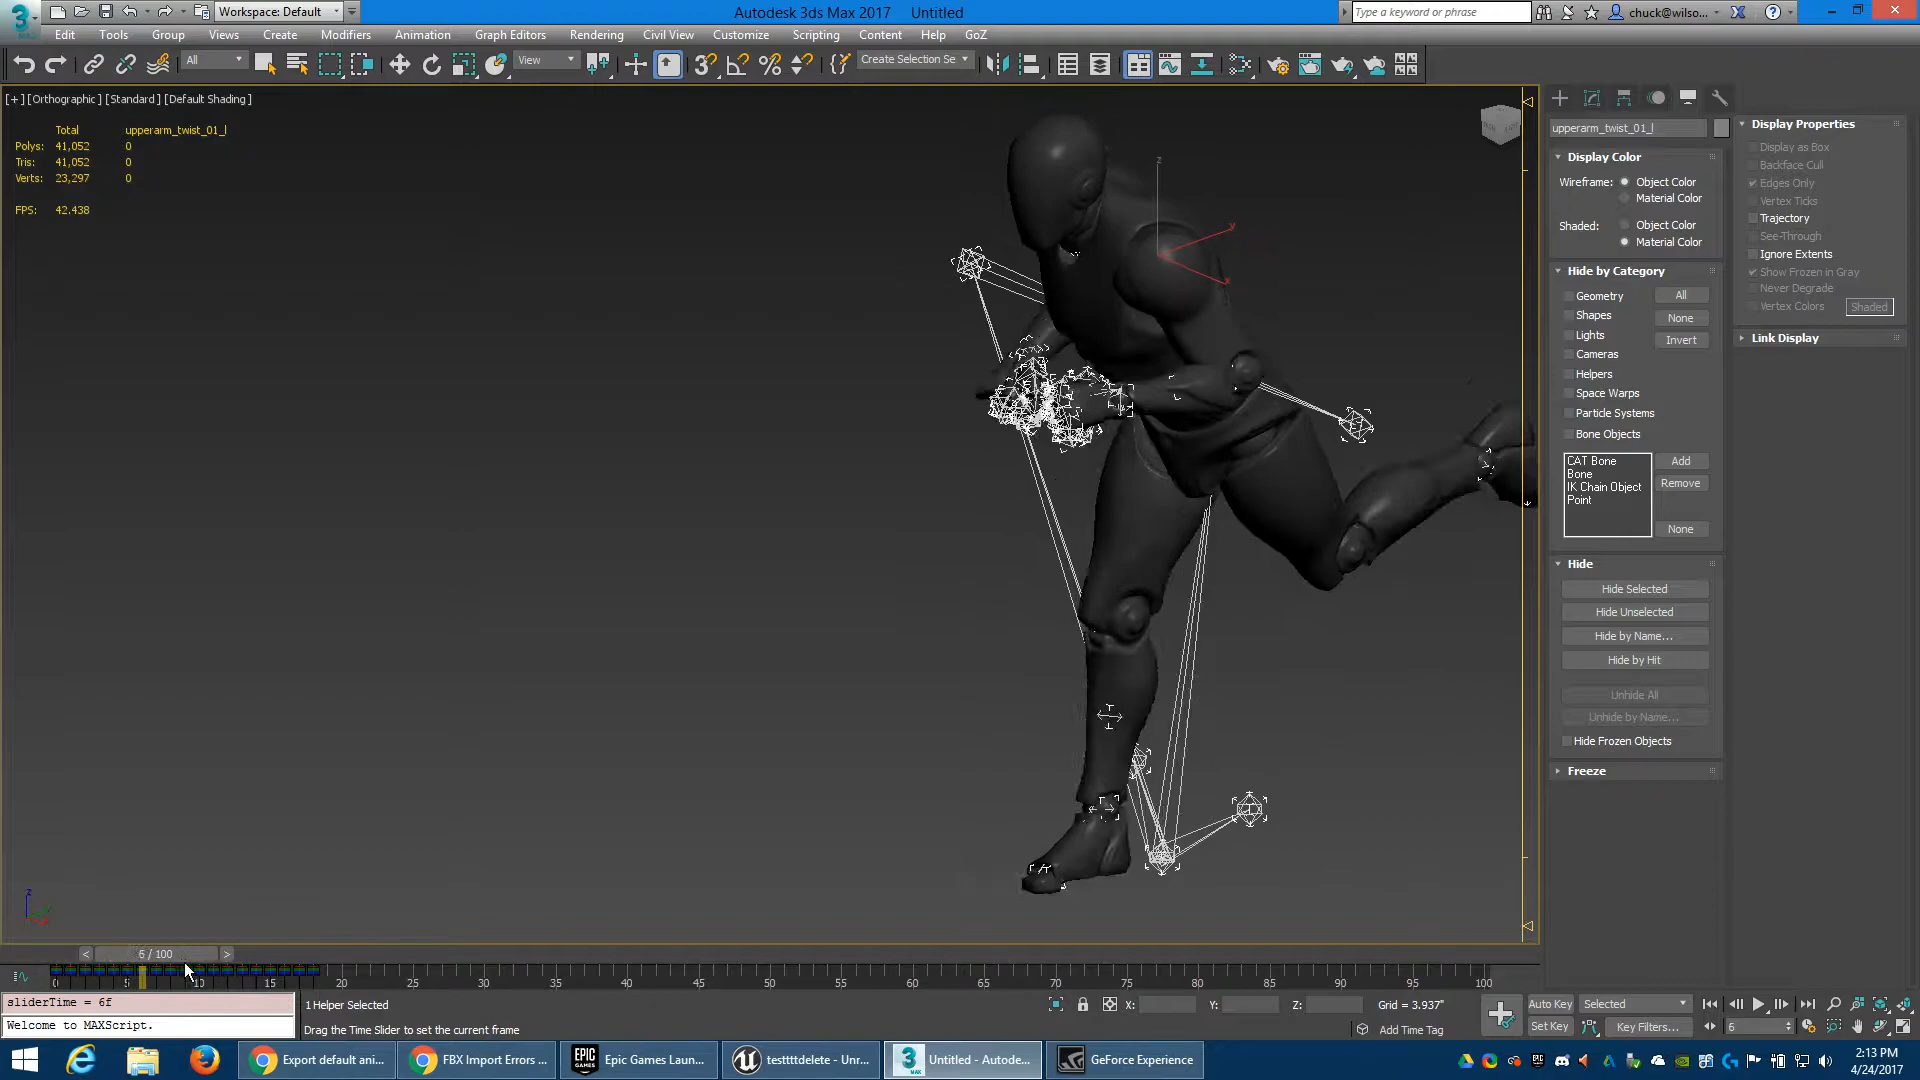 Workspace: Default
Autodesk 3ds Max 2017 Untitled
Type a keyword or phrase
chuck@wilso...
Edit Tools Group Views Create Modifiers Animation Graph Editors Rendering Civil View Customize Scripting Content Help GoZ
All
View
Create Selection Se
[+] [Orthographic] [Standard] [Default Shading]
Total upperarm_twist_01_l
Polys: 41,052 0
Tris: 41,052 0
Verts: 23,297 0
FPS: 42.438
upperarm_twist_01_l
Display Color
Wireframe: Object Color
Material Color
Shaded: Object Color
Material Color
Hide by Category
Geometry All
Shapes
None
Lights
Invert
Cameras
Helpers
Space Warps
Particle Systems
Bone Objects
CAT Bone Add
Bone
IK Chain Object Remove
Point
None
Hide
Hide Selected
Hide Unselected
Hide by Name...
Hide by Hit
Unhide All
Unhide by Name...
Hide Frozen Objects
Freeze
Display Properties
Display as Box
Backface Cull
Edges Only
Vertex Ticks
Trajectory
See-Through
Ignore Extents
Show Frozen in Gray
Never Degrade
Vertex Colors Shaded
Link Display
z
y
x
< 6 / 100 >
0 5 10 15 20 25 30 35 40 45 50 55 60 65 70 75 80 85 90 95 100
sliderTime = 6f
Welcome to MAXScript.
1 Helper Selected
Drag the Time Slider to set the current frame
X: Y: Z: Grid = 3.937"
Add Time Tag
Auto Key Selected
Set Key Key Filters...
6
Export default ani...
FBX Import Errors ...
Epic Games Laun...
testtttdelete - Unr...
Untitled - Autode...
GeForce Experience
2:13 PM
4/24/2017